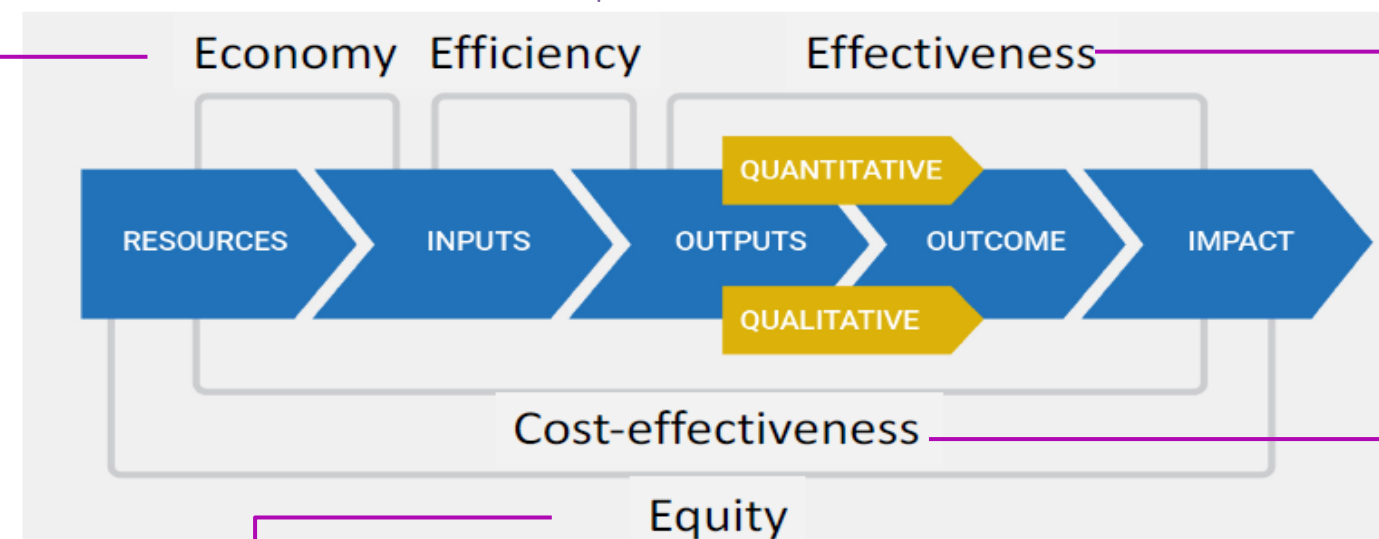 Economy Efficiency Effectiveness
QUANTITATIVE
RESOURCES INPUTS OUTPUTS OUTCOME IMPACT
QUALITATIVE
Cost-effectiveness
Equity